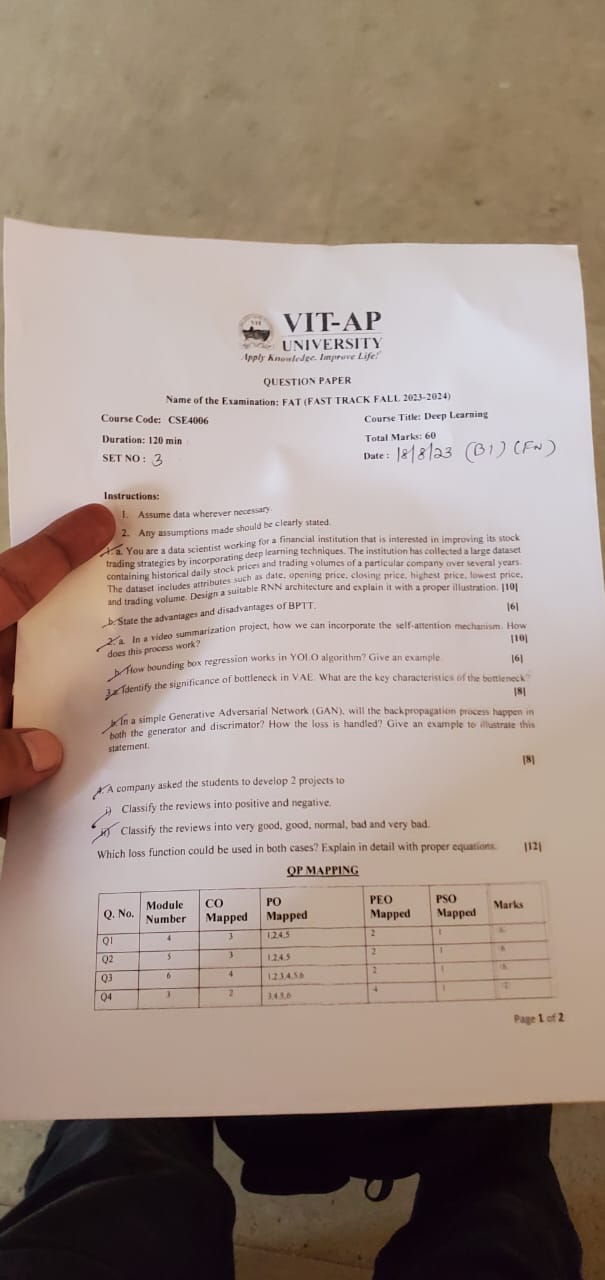 VIT-AP
UNIVERSITY
Apply Knowledge. Improve Life!
QUESTION PAPER
Name of the Examination: FAT (FAST TRACK FALL 2023-2024)
Course Code: CSE4006
Course Title: Deep Learning
Duration: 120 min
Total Marks: 60
SET NO: 3
Date: 18/8/23 (B1) (FN)
Instructions:
1. Assume data wherever necessary.
2. Any assumptions made should be clearly stated.
1. a. You are a data scientist working for a financial institution that is interested in improving its stock
trading strategies by incorporating deep learning techniques. The institution has collected a large dataset
containing historical daily stock prices and trading volumes of a particular company over several years.
The dataset includes attributes such as date, opening price, closing price, highest price, lowest price,
and trading volume. Design a suitable RNN architecture and explain it with a proper illustration. [10]
b. State the advantages and disadvantages of BPTT. [6]
2. a. In a video summarization project, how we can incorporate the self-attention mechanism. How
does this process work? [10]
b. How bounding box regression works in YOLO algorithm? Give an example [6]
3. a. Identify the significance of bottleneck in VAE. What are the key characteristics of the bottleneck?
[8]
b. In a simple Generative Adversarial Network (GAN), will the backpropagation process happen in
both the generator and discrimator? How the loss is handled? Give an example to illustrate this
statement.
[8]
4. A company asked the students to develop 2 projects to
i) Classify the reviews into positive and negative.
ii) Classify the reviews into very good, good, normal, bad and very bad.
Which loss function could be used in both cases? Explain in detail with proper equations. [12]
QP MAPPING
Q. No. Module Number CO Mapped PO Mapped PEO Mapped PSO Mapped Marks
Q1 4 3 1,2,4,5 2 1
Q2 5 3 1,2,4,5 2 1
Q3 6 4 1,2,3,4,5,6 2 1
Q4 3 2 3,4,5,6 4 1
Page 1 of 2